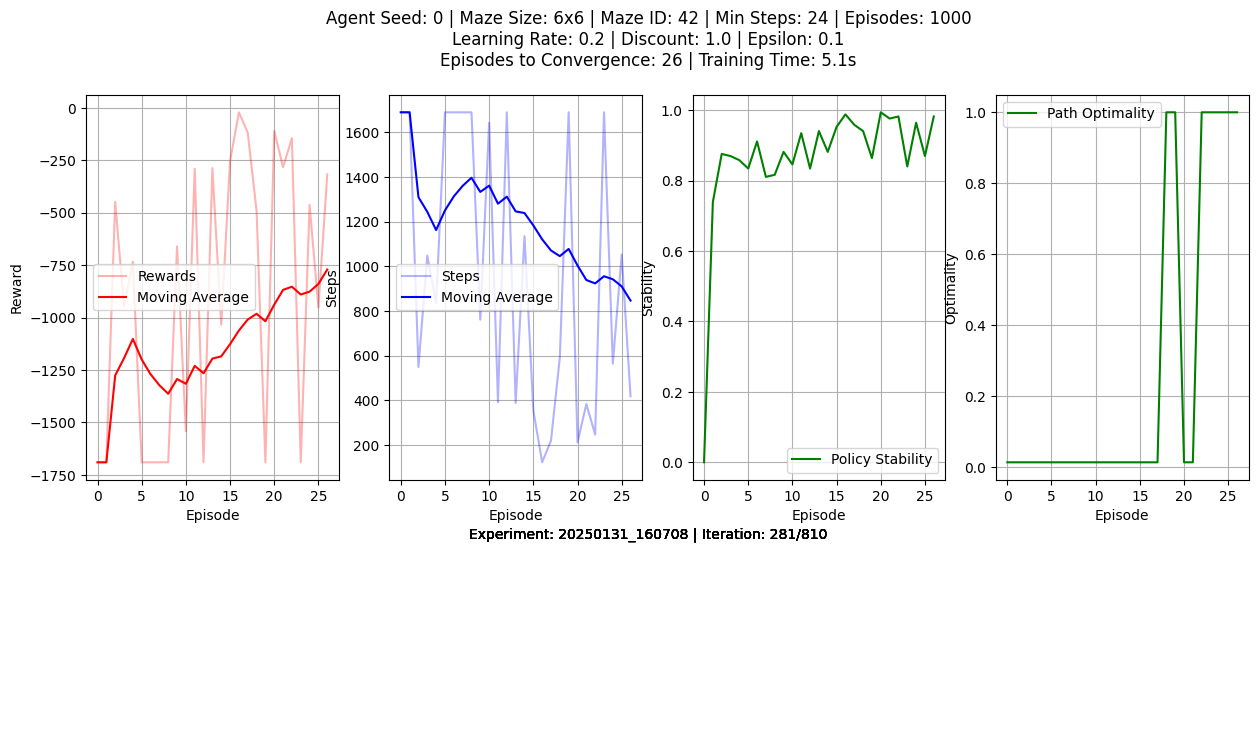 Agent Seed: 0 | Maze Size: 6x6 | Maze ID: 42 | Min Steps: 24 | Episodes: 1000
Learning Rate: 0.2 | Discount: 1.0 | Epsilon: 0.1
Episodes to Convergence: 26 | Training Time: 5.1s
Reward
0
−250
−500
−750
−1000
−1250
−1500
−1750
Rewards
Moving Average
0 5 10 15 20 25
Episode
Steps
1600
1400
1200
1000
800
600
400
200
Steps
Moving Average
0 5 10 15 20 25
Episode
Stability
1.0
0.8
0.6
0.4
0.2
0.0
Policy Stability
0 5 10 15 20 25
Episode
Optimality
1.0
0.8
0.6
0.4
0.2
0.0
Path Optimality
0 5 10 15 20 25
Episode
Experiment: 20250131_160708 | Iteration: 281/810